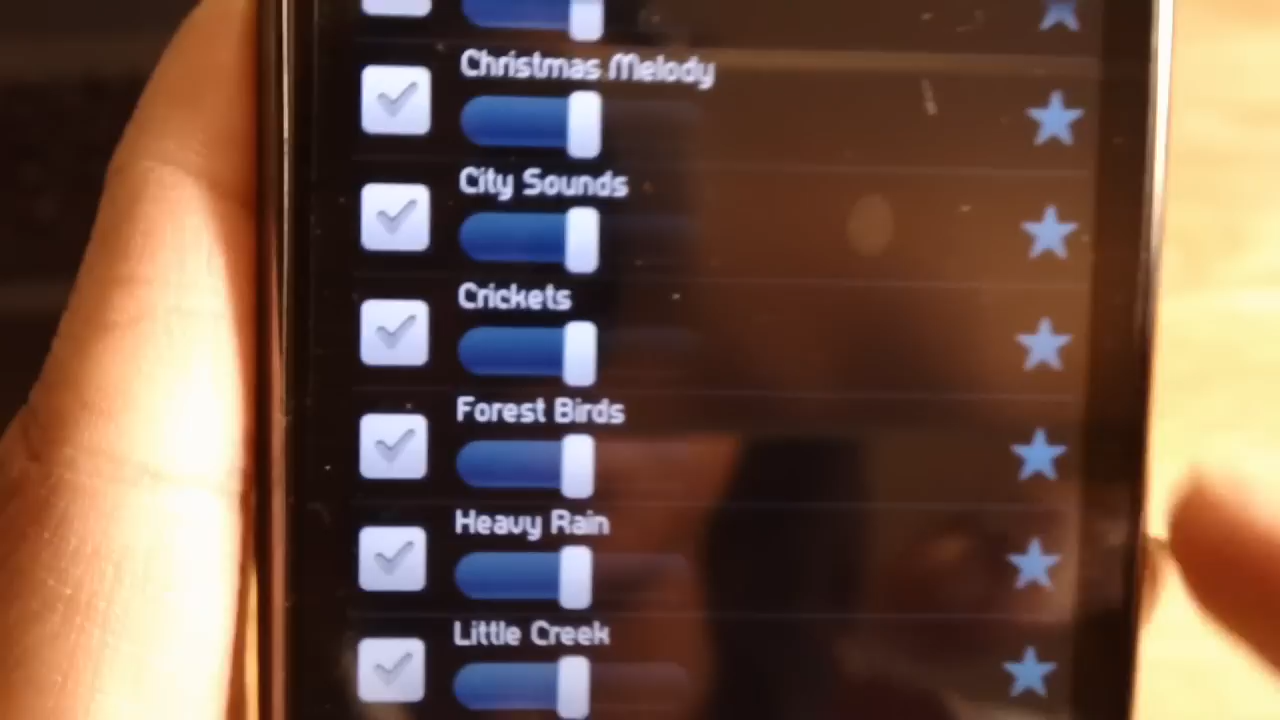 Christmas Melody
City Sounds
Crickets
Forest Birds
Heavy Rain
Little Creek